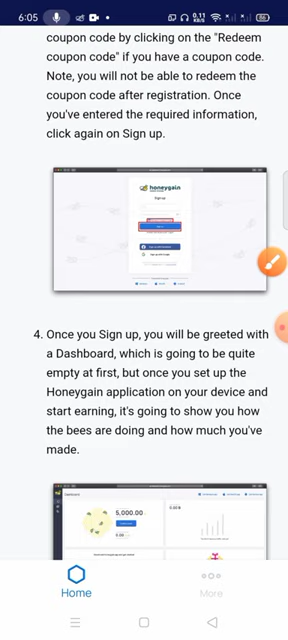 6:05
0.11
KB/S
86
coupon code by clicking on the "Redeem
coupon code" if you have a coupon code.
Note, you will not be able to redeem the
coupon code after registration. Once
you've entered the required information,
click again on Sign up.
honeygain
Sign up
4. Once you Sign up, you will be greeted with
a Dashboard, which is going to be quite
empty at first, but once you set up the
Honeygain application on your device and
start earning, it's going to show you how
the bees are doing and how much you've
made.
Dashboard
5,000.00
Home
More